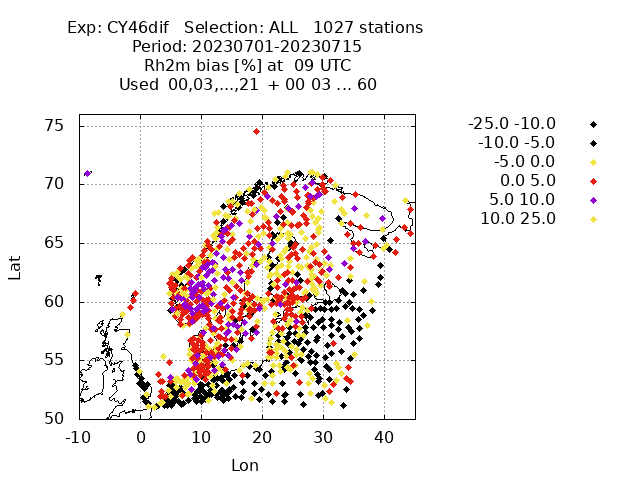 Exp: CY46dif   Selection: ALL   1027 stations
Period: 20230701-20230715
Rh2m bias [%] at  09 UTC
Used  00,03,...,21  + 00 03 ... 60
-25.0 -10.0
-10.0 -5.0
-5.0 0.0
0.0 5.0
5.0 10.0
10.0 25.0
75
70
65
60
55
50
Lat
-10 0 10 20 30 40
Lon